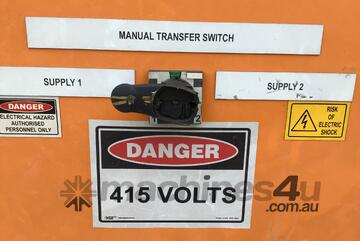 MANUAL TRANSFER SWITCH
SUPPLY 1
SUPPLY 2
DANGER
ELECTRICAL HAZARD
AUTHORISED
PERSONNEL ONLY
2
RISK
OF
ELECTRIC
SHOCK
DANGER
415 VOLTS
machines4u
.com.au